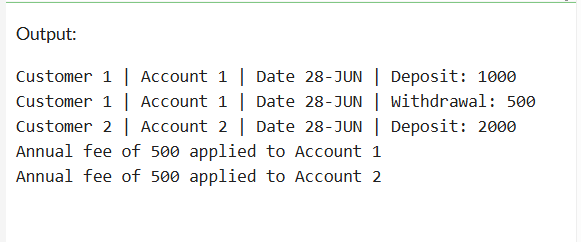 Output:
Customer 1 | Account 1 | Date 28-JUN | Deposit: 1000
Customer 1 | Account 1 | Date 28-JUN | Withdrawal: 500
Customer 2 | Account 2 | Date 28-JUN | Deposit: 2000
Annual fee of 500 applied to Account 1
Annual fee of 500 applied to Account 2